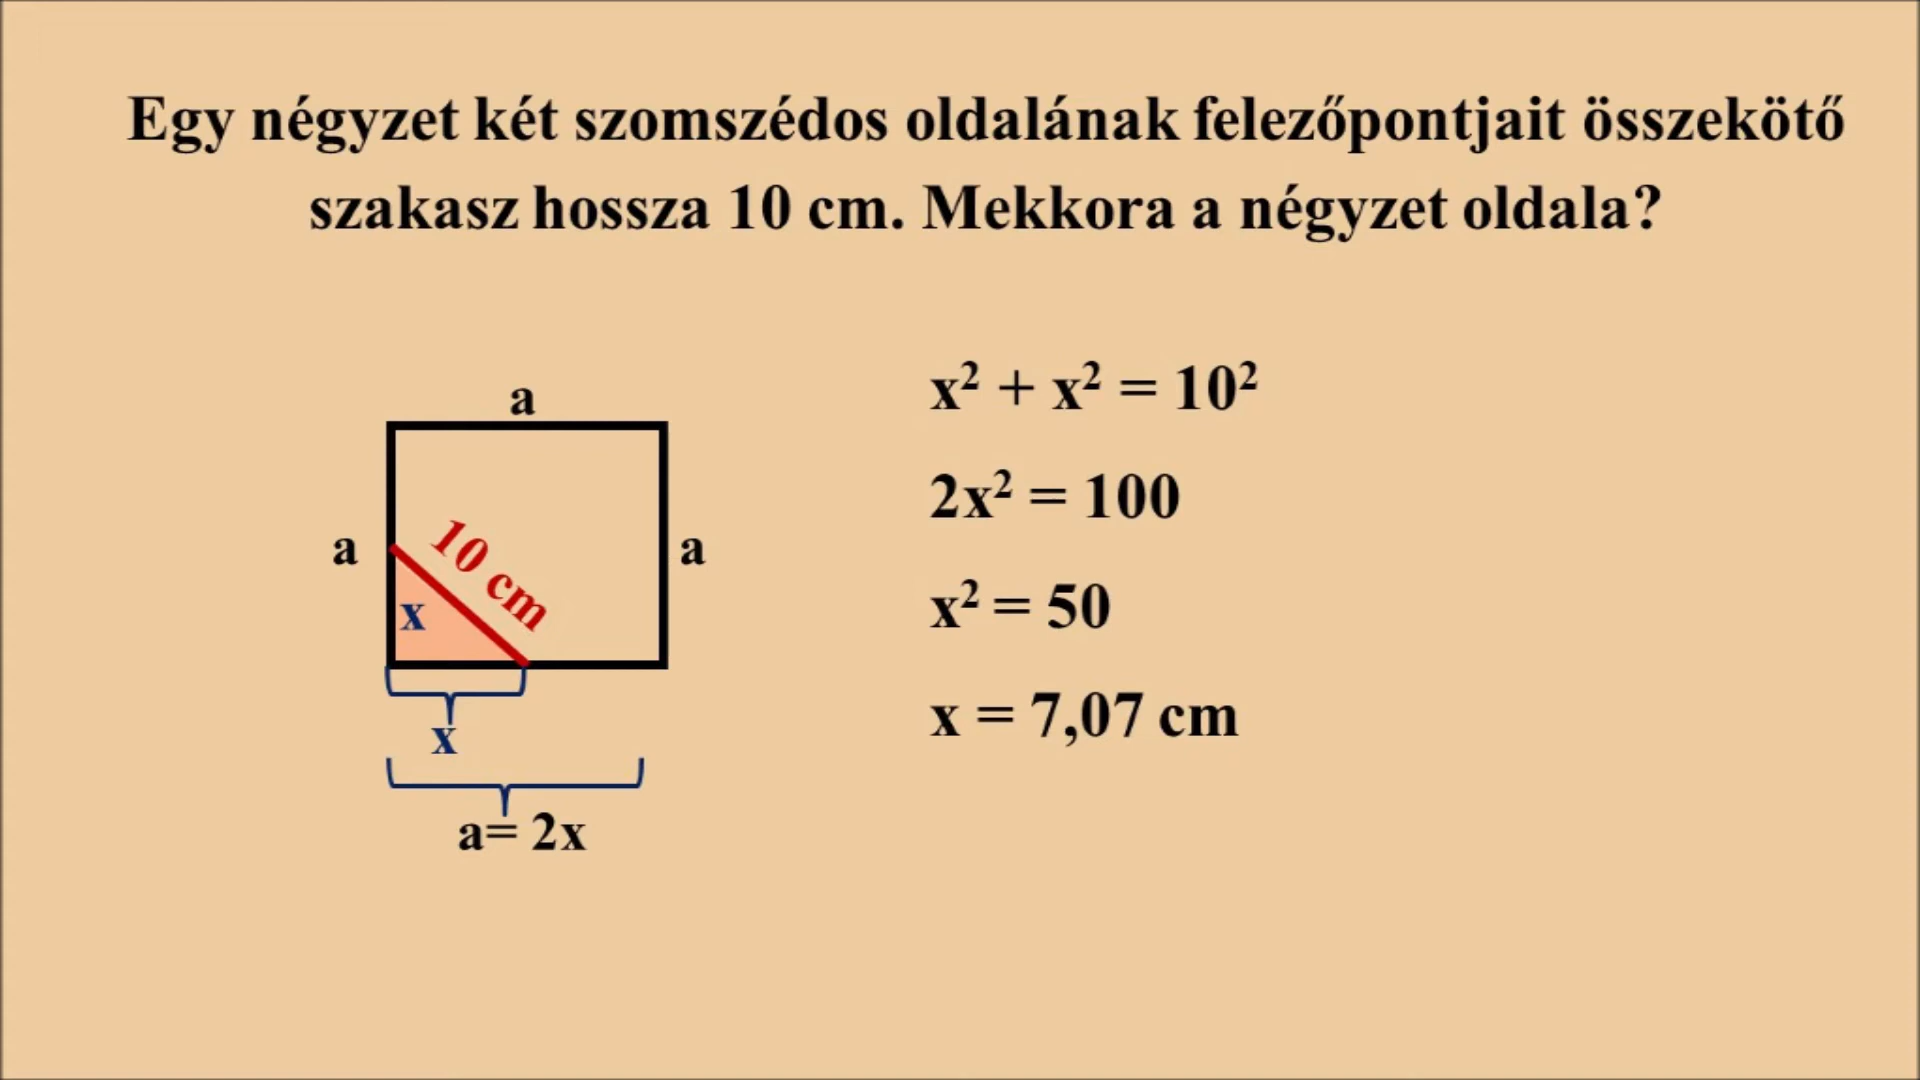 Egy négyzet két szomszédos oldalának felezőpontjait összekötő
szakasz hossza 10 cm. Mekkora a négyzet oldala?
a
a
10 cm
a
x
x
a= 2x
x² + x² = 10²
2x² = 100
x² = 50
x = 7,07 cm